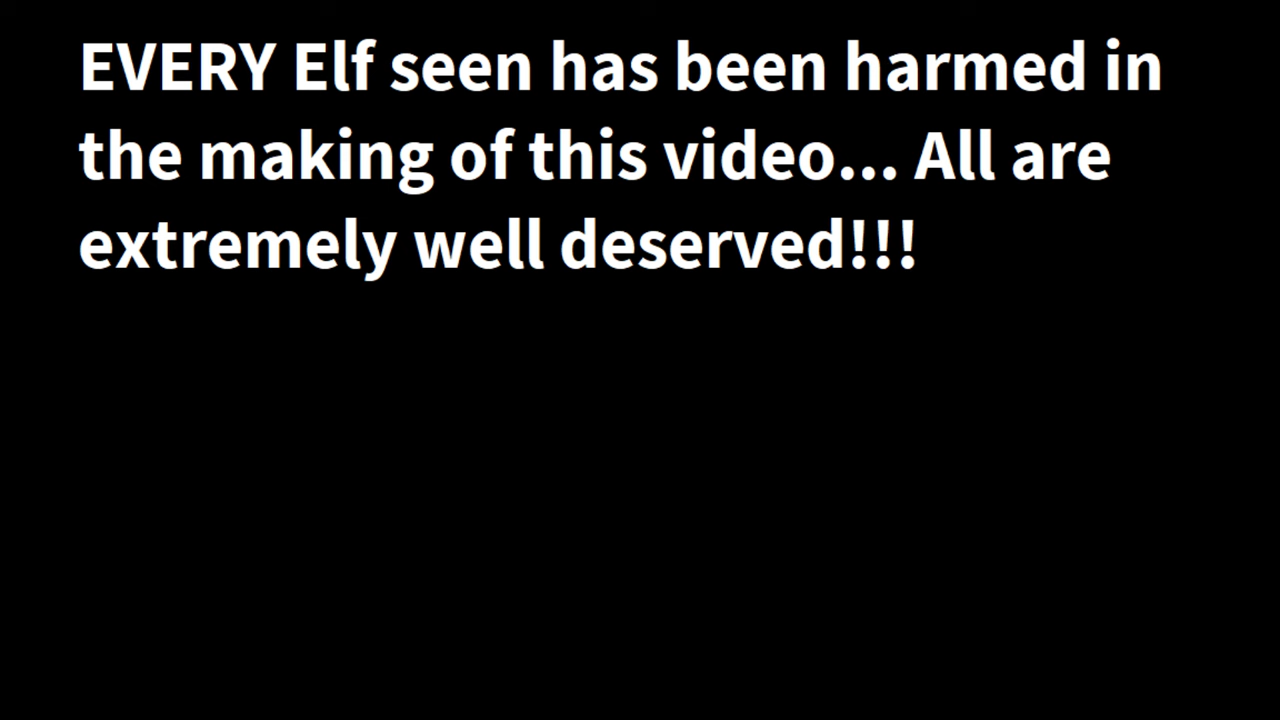 EVERY Elf seen has been harmed in
the making of this video... All are
extremely well deserved!!!